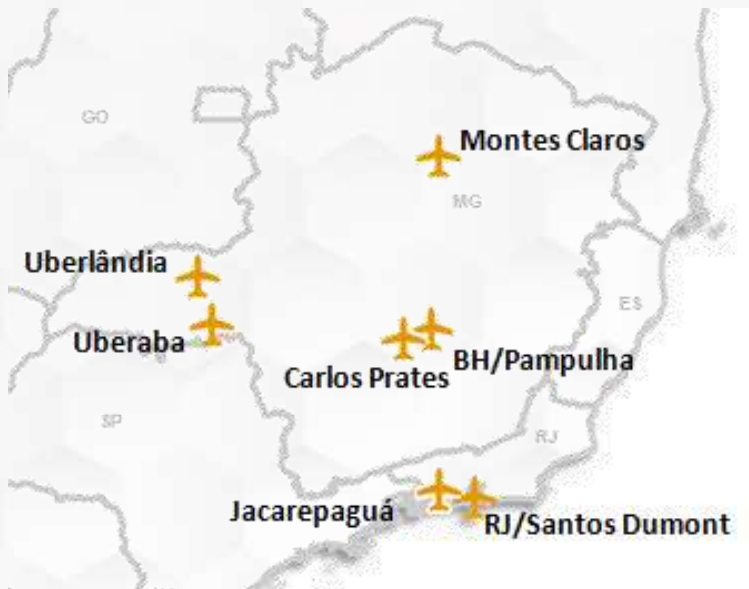 GO
Montes Claros
MG
Uberlândia
ES
Uberaba
BH/Pampulha
Carlos Prates
SP
RJ
Jacarepaguá
RJ/Santos Dumont